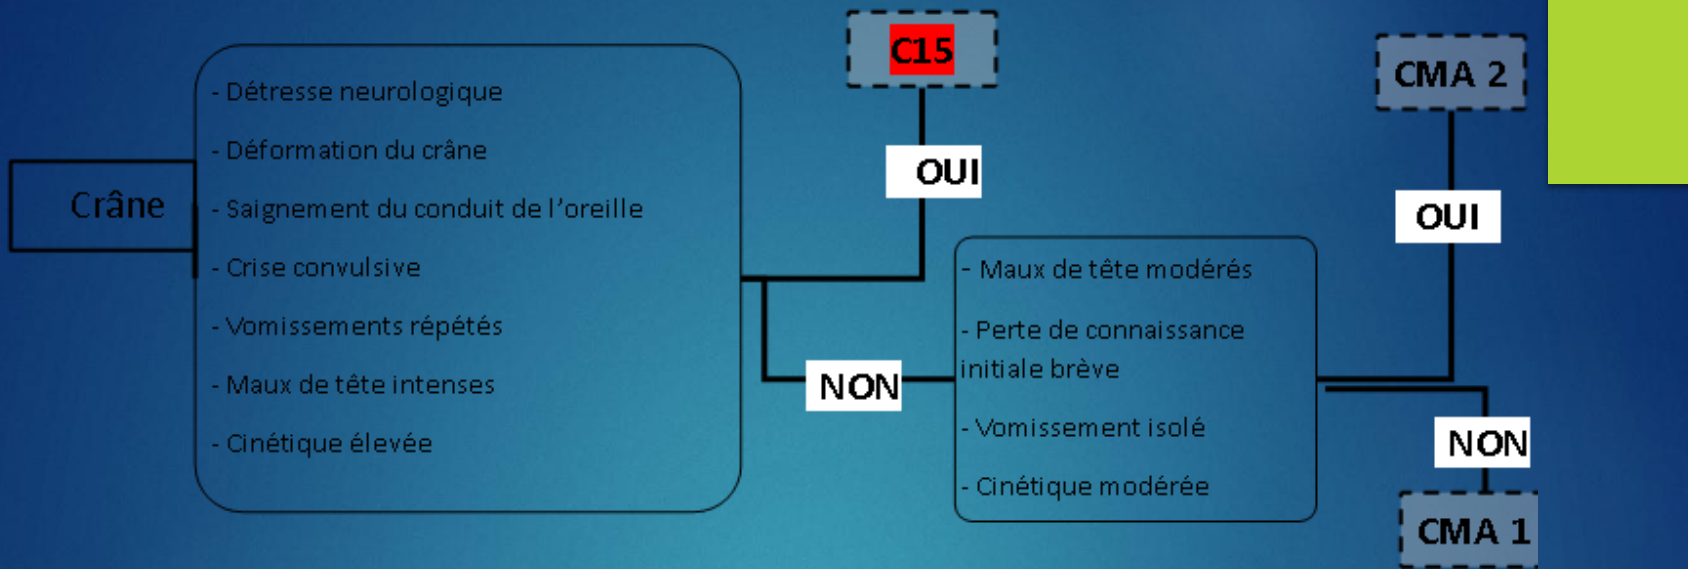 Crâne
- Détresse neurologique
- Déformation du crâne
- Saignement du conduit de l'oreille
- Crise convulsive
- Vomissements répétés
- Maux de tête intenses
- Cinétique élevée
C15
OUI
NON
- Maux de tête modérés
- Perte de connaissance
initiale brève
- Vomissement isolé
- Cinétique modérée
CMA 2
OUI
NON
CMA 1